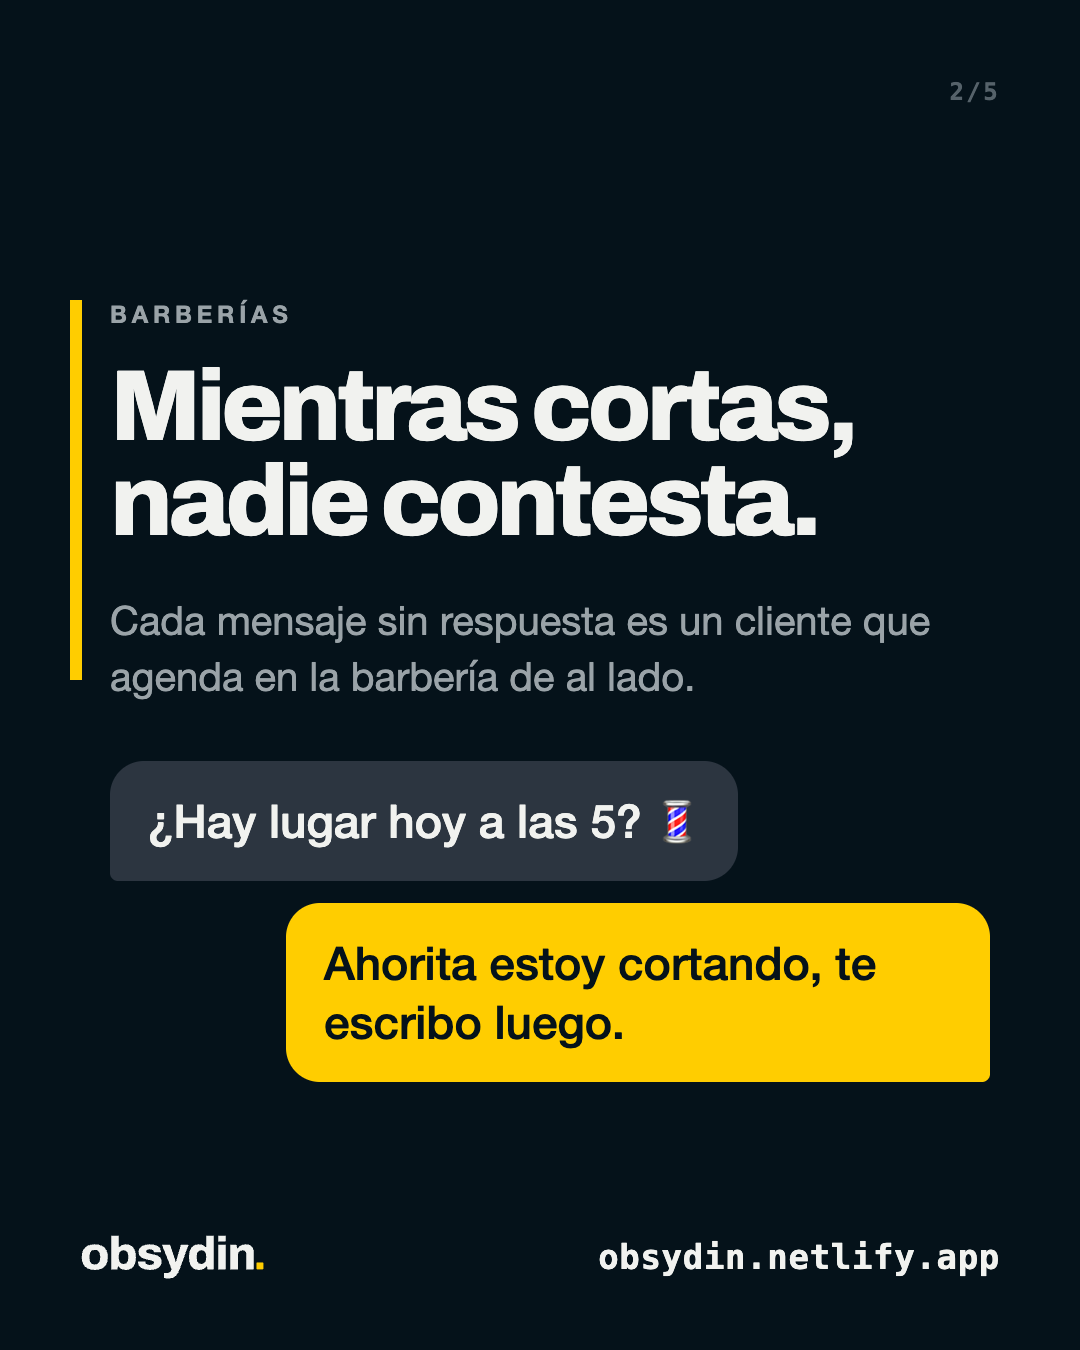 2/5
BARBERÍAS
Mientras cortas,
nadie contesta.
Cada mensaje sin respuesta es un cliente que
agenda en la barbería de al lado.
¿Hay lugar hoy a las 5? 💈
Ahorita estoy cortando, te
escribo luego.
obsydin.
obsydin.netlify.app